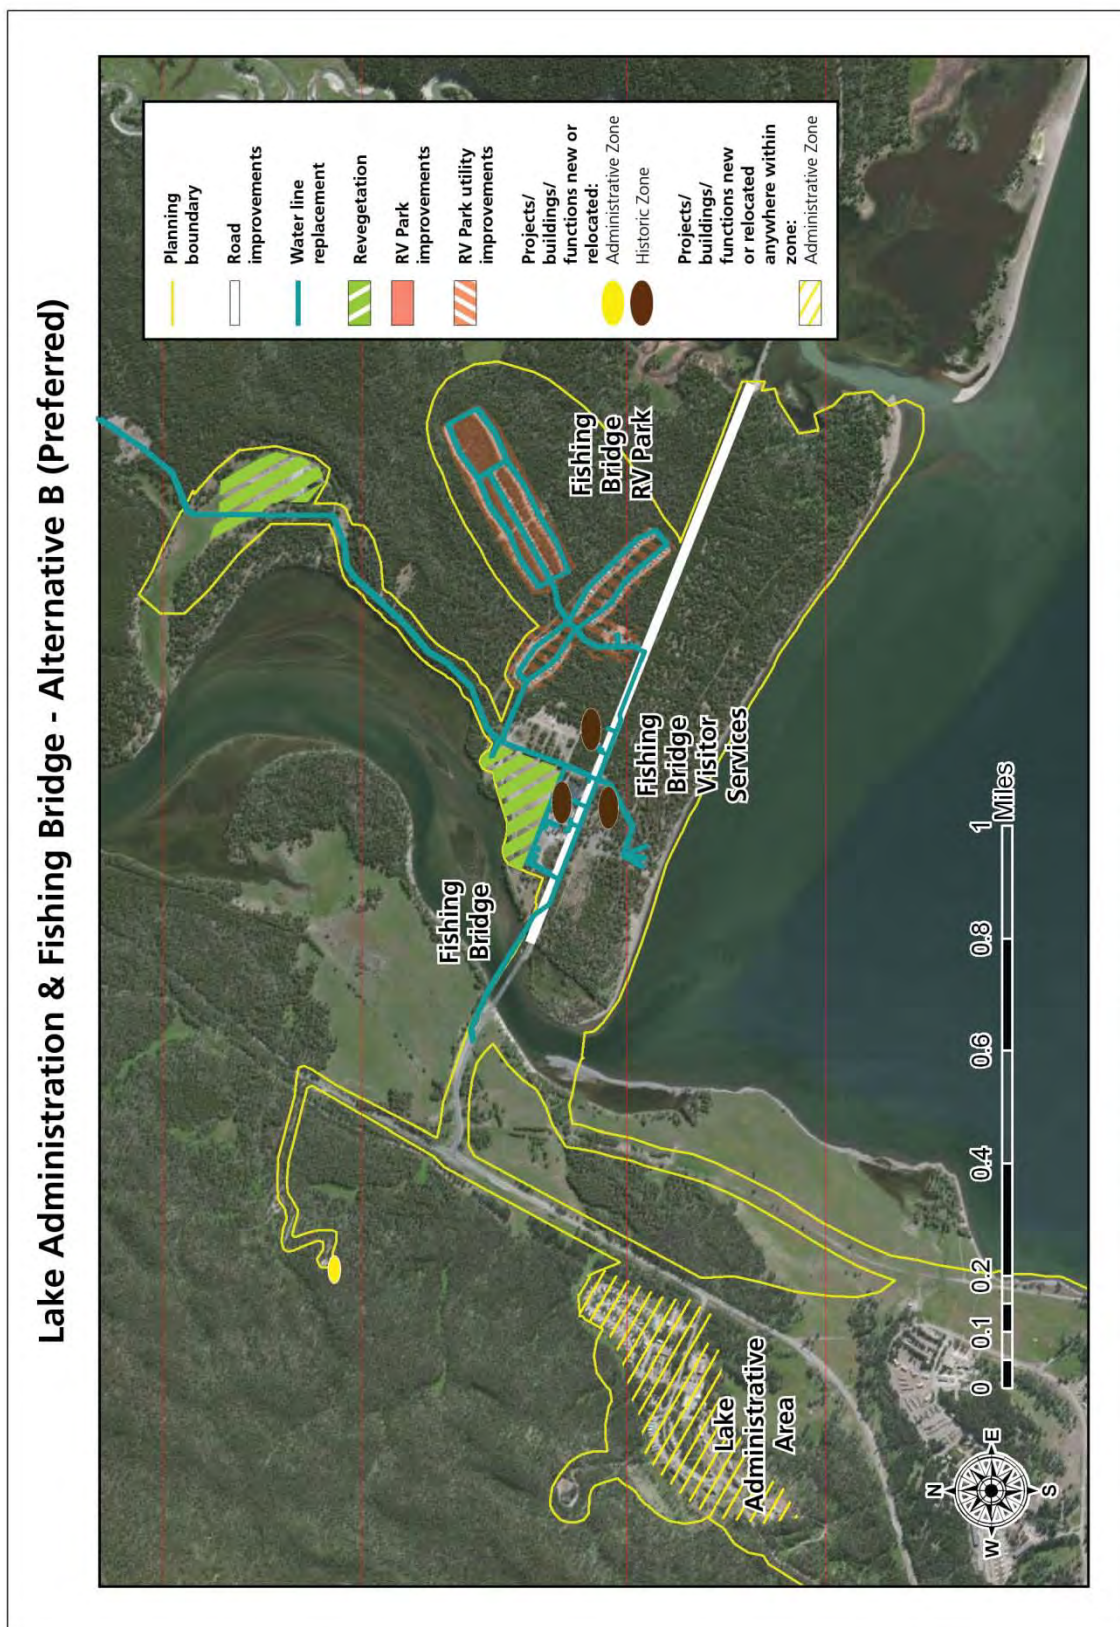 Lake Administration & Fishing Bridge - Alternative B (Preferred)
Planning
boundary
Road
improvements
Water line
replacement
Revegetation
RV Park
improvements
RV Park utility
improvements
Projects/
buildings/
functions new or
relocated:
Administrative Zone
Historic Zone
Projects/
buildings/
functions new
or relocated
anywhere within
zone:
Administrative Zone
Fishing
Bridge
Fishing
Bridge
RV Park
Fishing
Bridge
Visitor
Services
Lake
Administrative
Area
N
W
E
S
0 0.1 0.2 0.4 0.6 0.8 1
Miles